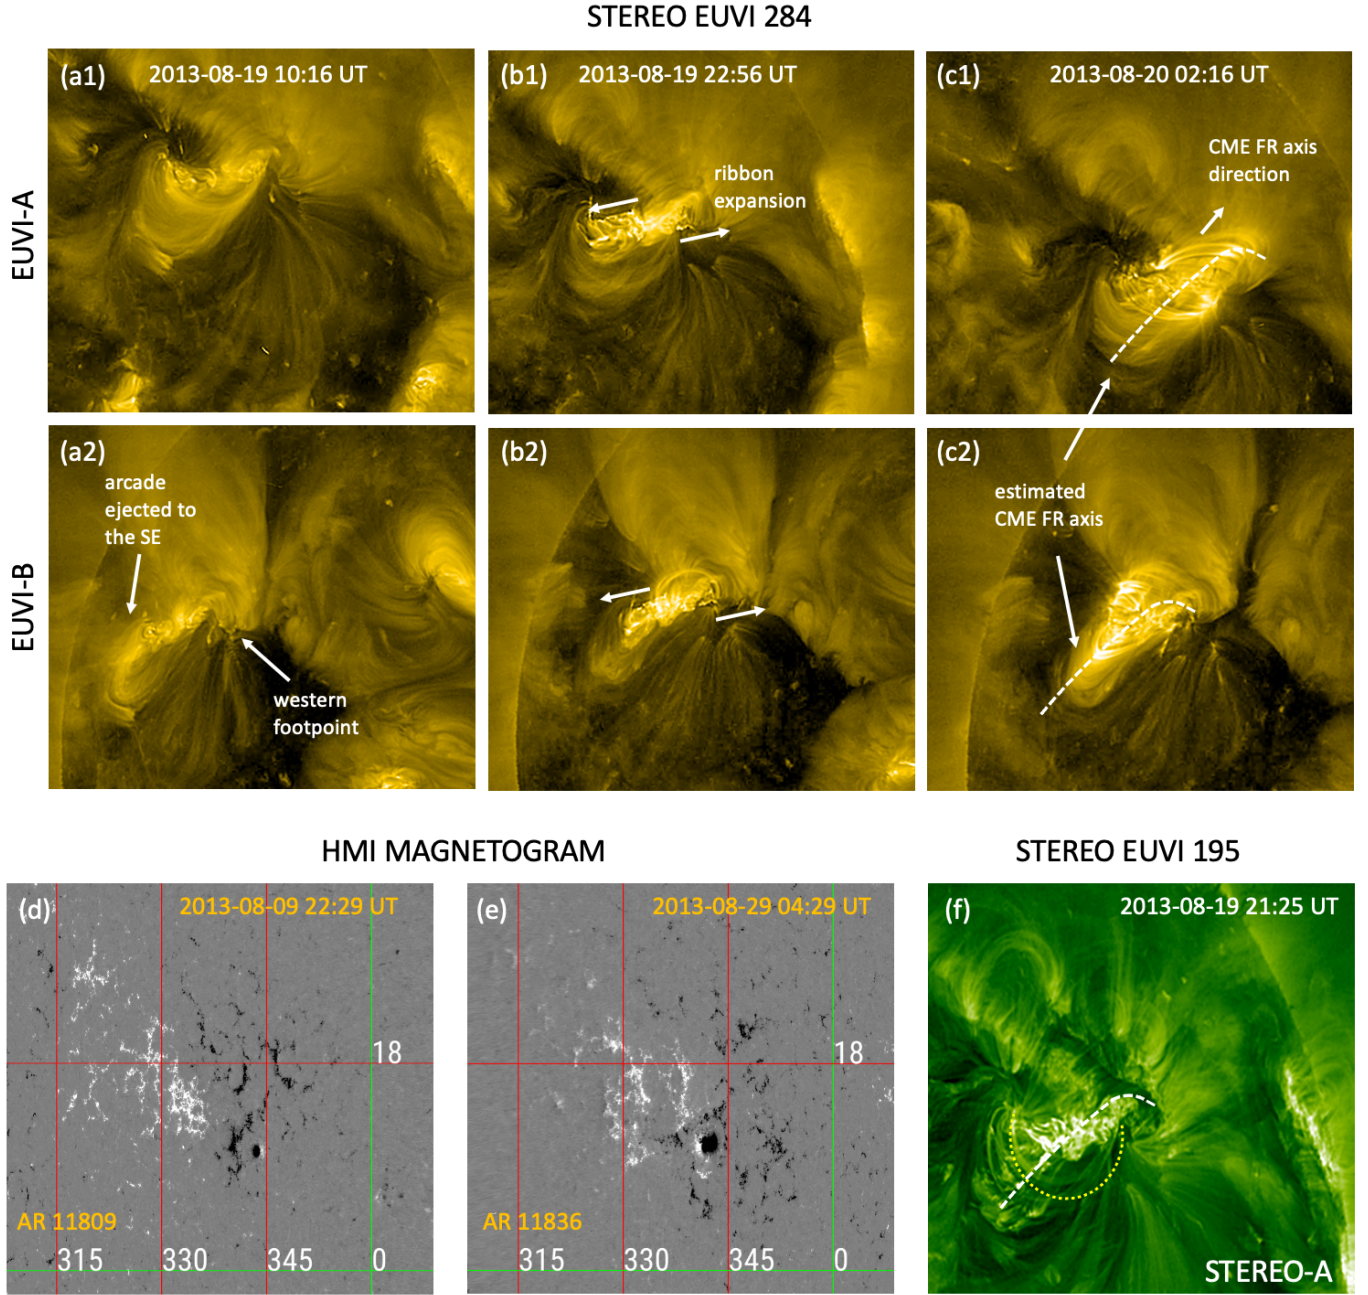 STEREO EUVI 284
EUVI-A
(a1) 2013-08-19 10:16 UT
(b1) 2013-08-19 22:56 UT
ribbon
expansion
(c1) 2013-08-20 02:16 UT
CME FR axis
direction
EUVI-B
(a2)
arcade
ejected to
the SE
western
footpoint
(b2)
(c2)
estimated
CME FR axis
HMI MAGNETOGRAM
STEREO EUVI 195
(d) 2013-08-09 22:29 UT
18
AR 11809
315 330 345 0
(e) 2013-08-29 04:29 UT
18
AR 11836
315 330 345 0
(f) 2013-08-19 21:25 UT
STEREO-A